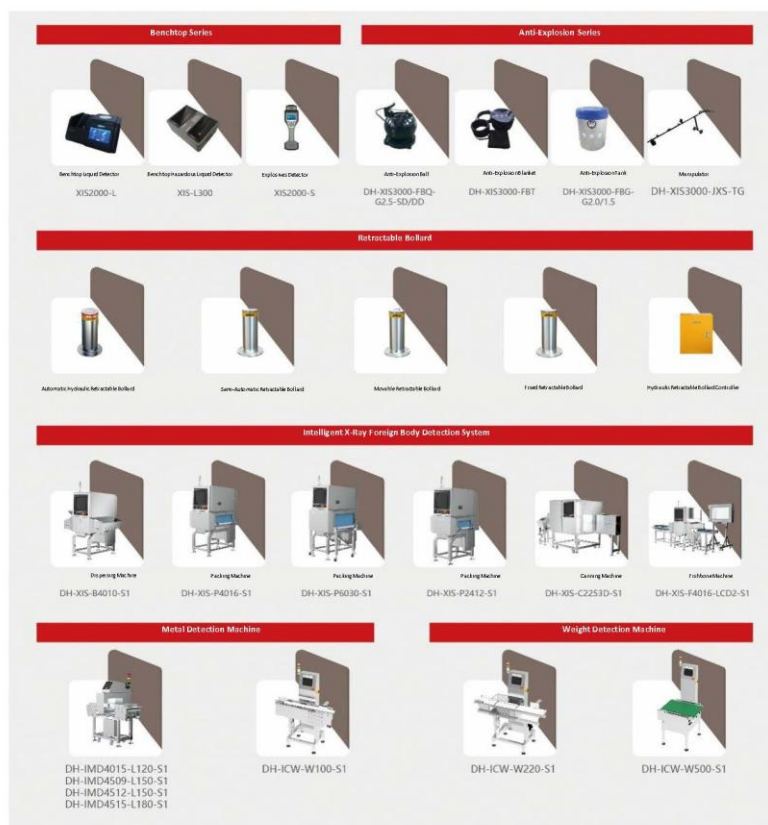 Benchtop Series
Anti-Explosion Series
Benchtop Liquid Detector
Benchtop Hazardous Liquid Detector
Explosives Detector
Anti-Explosion Ball
Anti-Explosion Blanket
Anti-Explosion Tank
Manipulator
XIS2000-L
XIS-L300
XIS2000-S
DH-XIS3000-FBQ-
G2.5-SD/DD
DH-XIS3000-FBT
DH-XIS3000-FBG-
G2.0/1.5
DH-XIS3000-JXS-TG
Retractable Bollard
Automatic Hydraulic Retractable Bollard
Semi-Automatic Retractable Bollard
Movable Retractable Bollard
Fixed Retractable Bollard
Hydraulic Retractable Bollard Controller
Intelligent X-Ray Foreign Body Detection System
Dispersing Machine
Packing Machine
Packing Machine
Packing Machine
Canning Machine
Fishbone Machine
DH-XIS-B4010-S1
DH-XIS-P4016-S1
DH-XIS-P6030-S1
DH-XIS-P2412-S1
DH-XIS-C2253D-S1
DH-XIS-F4016-LCD2-S1
Metal Detection Machine
Weight Detection Machine
DH-IMD4015-L120-S1
DH-IMD4509-L150-S1
DH-IMD4512-L150-S1
DH-IMD4515-L180-S1
DH-ICW-W100-S1
DH-ICW-W220-S1
DH-ICW-W500-S1